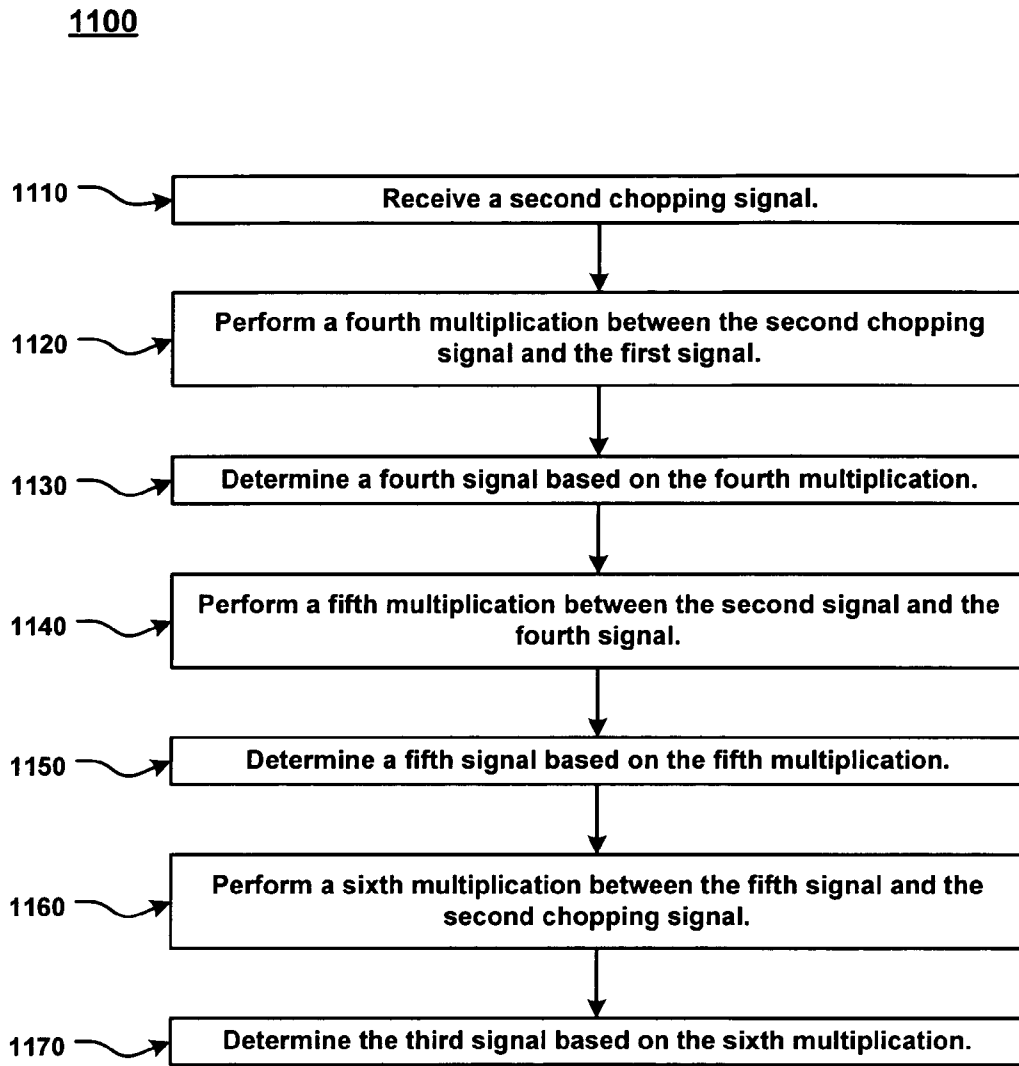 1100
1110
Receive a second chopping signal.
1120
Perform a fourth multiplication between the second chopping
signal and the first signal.
1130
Determine a fourth signal based on the fourth multiplication.
1140
Perform a fifth multiplication between the second signal and the
fourth signal.
1150
Determine a fifth signal based on the fifth multiplication.
1160
Perform a sixth multiplication between the fifth signal and the
second chopping signal.
1170
Determine the third signal based on the sixth multiplication.